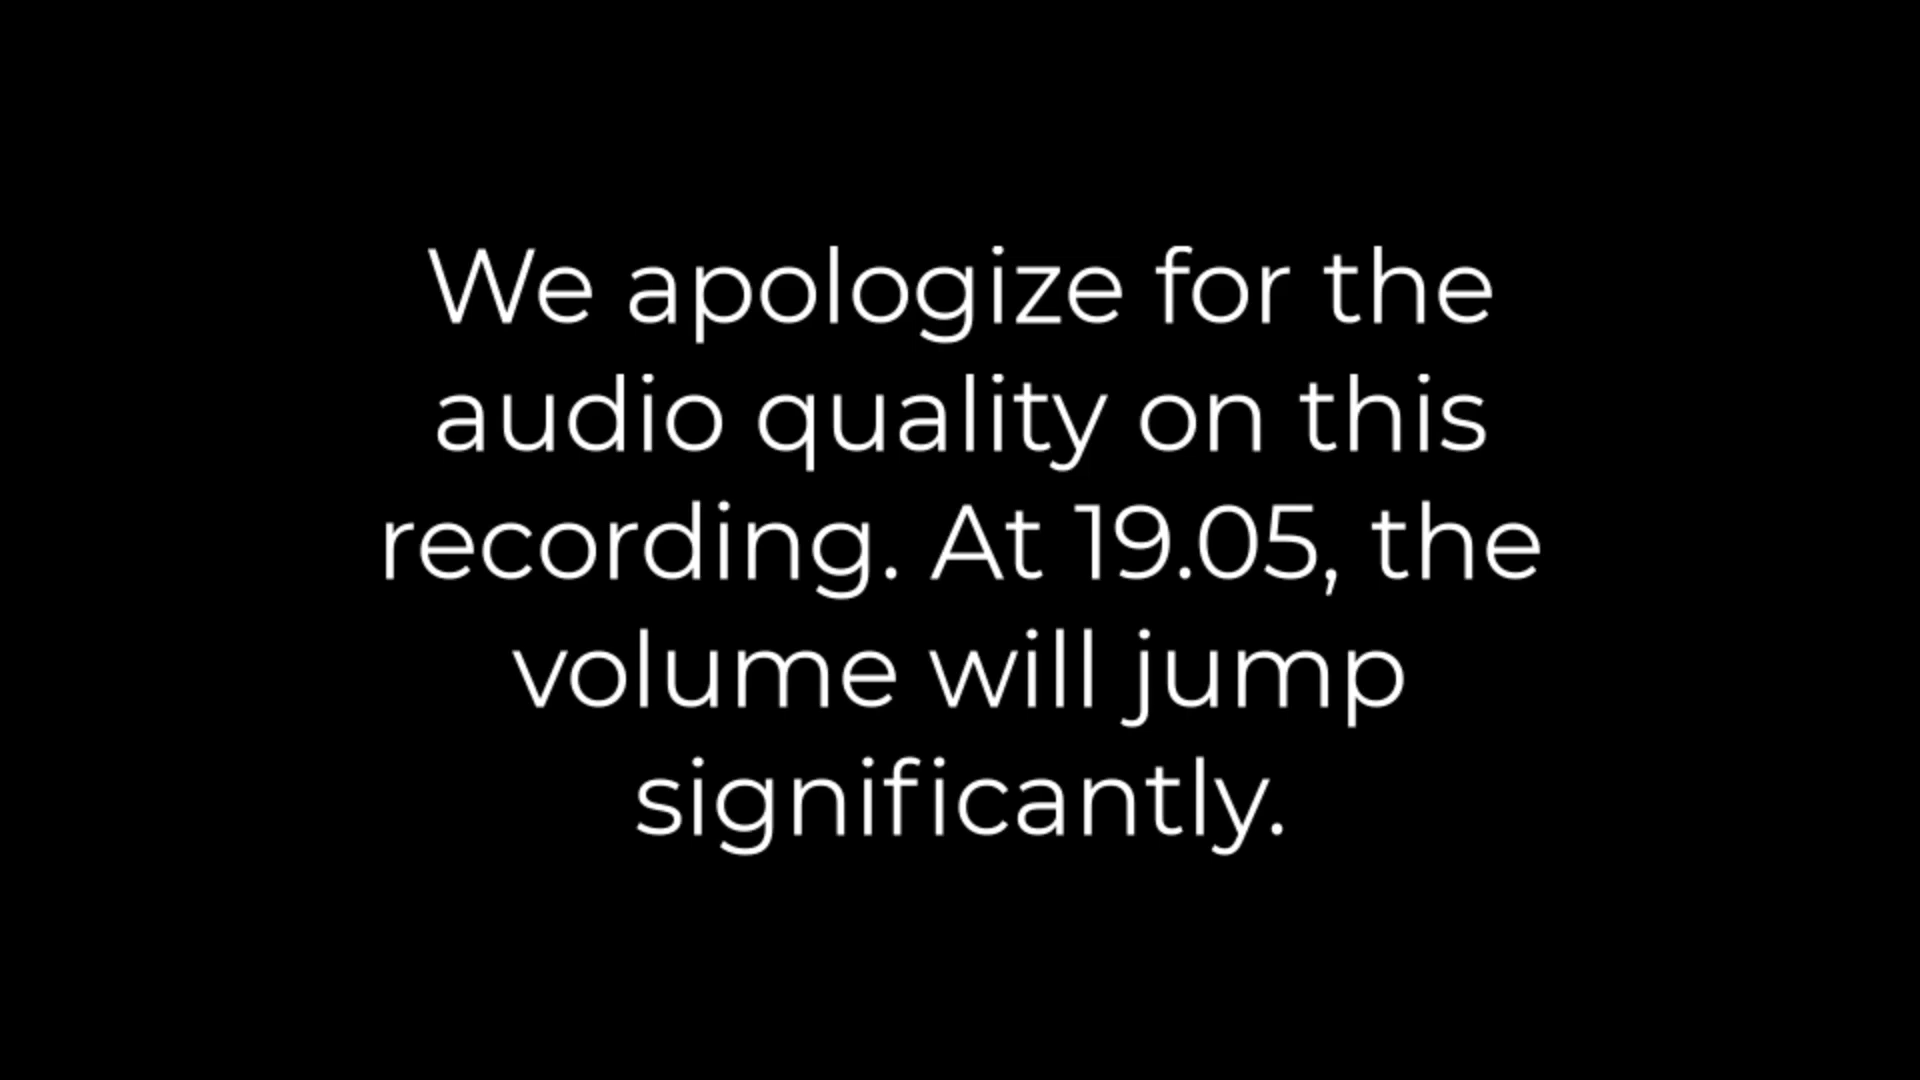 We apologize for the
audio quality on this
recording. At 19.05, the
volume will jump
significantly.